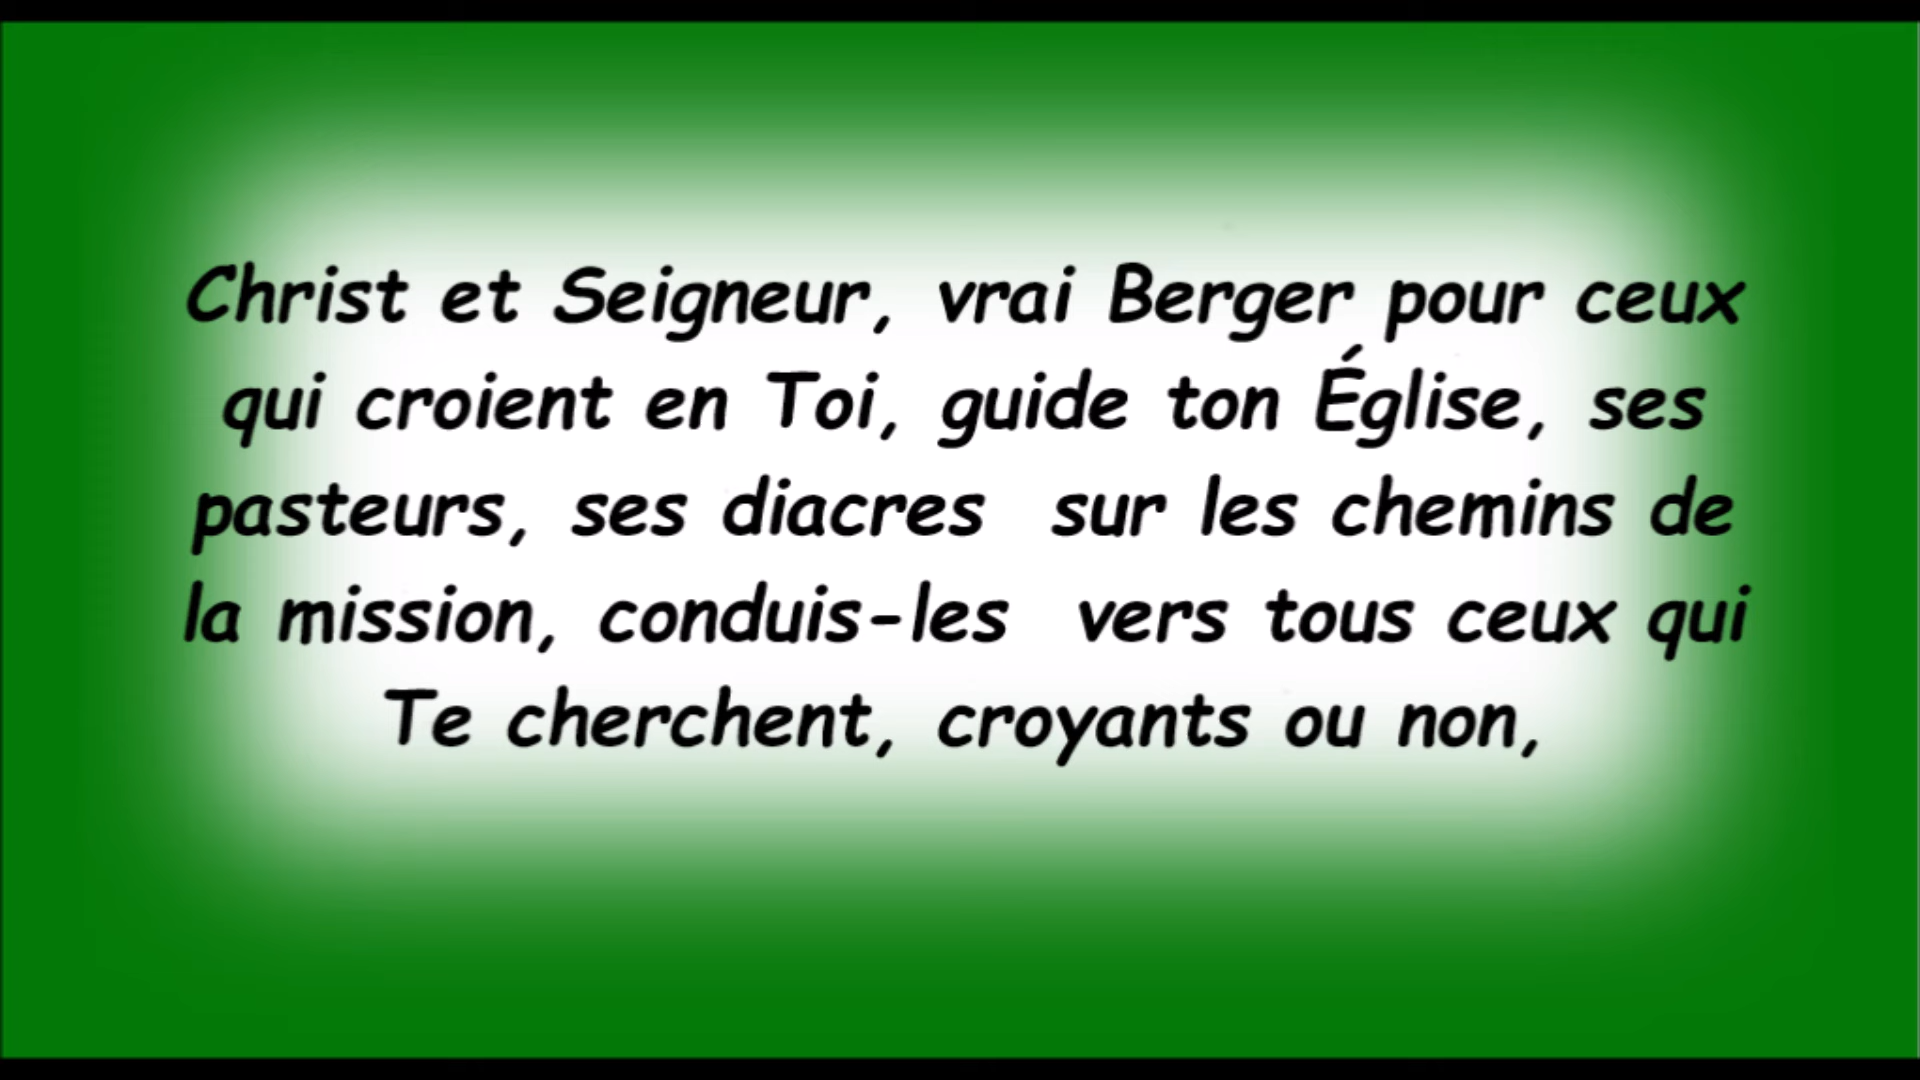 Christ et Seigneur, vrai Berger pour ceux
qui croient en Toi, guide ton Église, ses
pasteurs, ses diacres sur les chemins de
la mission, conduis-les vers tous ceux qui
Te cherchent, croyants ou non,